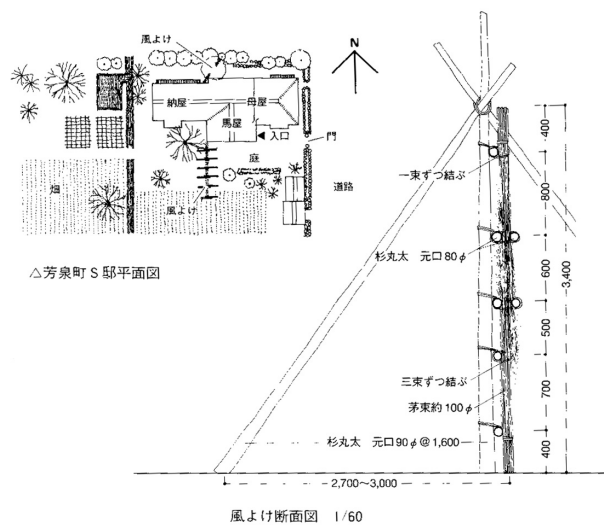 風よけ
N
納屋
母屋
馬屋
入口
門
庭
畑
道路
風よけ
△芳泉町S邸平面図
400
一束ずつ結ぶ
800
杉丸太 元口80φ
600
3,400
500
三束ずつ結ぶ
700
茅束約100φ
杉丸太 元口90φ@1,600
400
2,700〜3,000
風よけ断面図 1/60